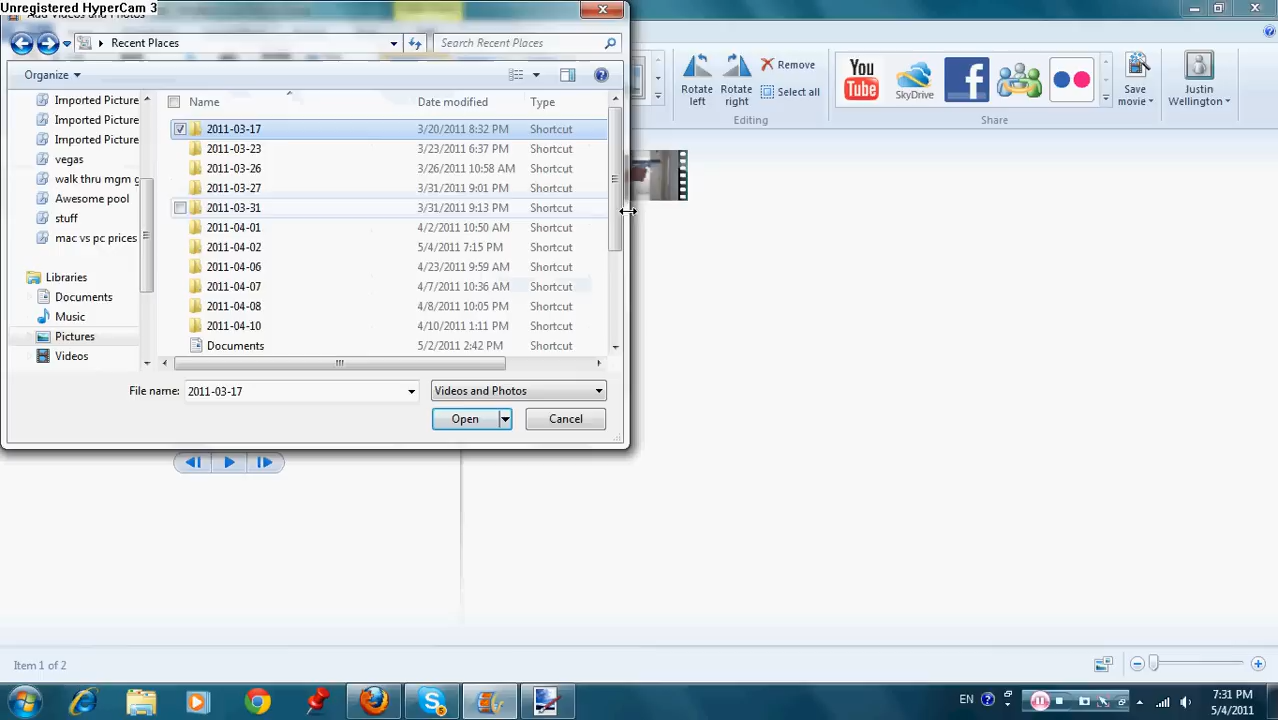 Unregistered HyperCam 3
Add Videos and Photos
Recent Places
Search Recent Places
Organize
Name
Date modified
Type
Imported Picture
Imported Picture
Imported Picture
vegas
walk thru mgm g
Awesome pool
stuff
mac vs pc prices
Libraries
Documents
Music
Pictures
Videos
2011-03-17 3/20/2011 8:32 PM Shortcut
2011-03-23 3/23/2011 6:37 PM Shortcut
2011-03-26 3/26/2011 10:58 AM Shortcut
2011-03-27 3/31/2011 9:01 PM Shortcut
2011-03-31 3/31/2011 9:13 PM Shortcut
2011-04-01 4/2/2011 10:50 AM Shortcut
2011-04-02 5/4/2011 7:15 PM Shortcut
2011-04-06 4/23/2011 9:59 AM Shortcut
2011-04-07 4/7/2011 10:36 AM Shortcut
2011-04-08 4/8/2011 10:05 PM Shortcut
2011-04-10 4/10/2011 1:11 PM Shortcut
Documents 5/2/2011 2:42 PM Shortcut
File name: 2011-03-17
Videos and Photos
Open
Cancel
Rotate left
Rotate right
Remove
Select all
Editing
You Tube
SkyDrive
Share
Save movie
Justin Wellington
Item 1 of 2
EN
7:31 PM
5/4/2011